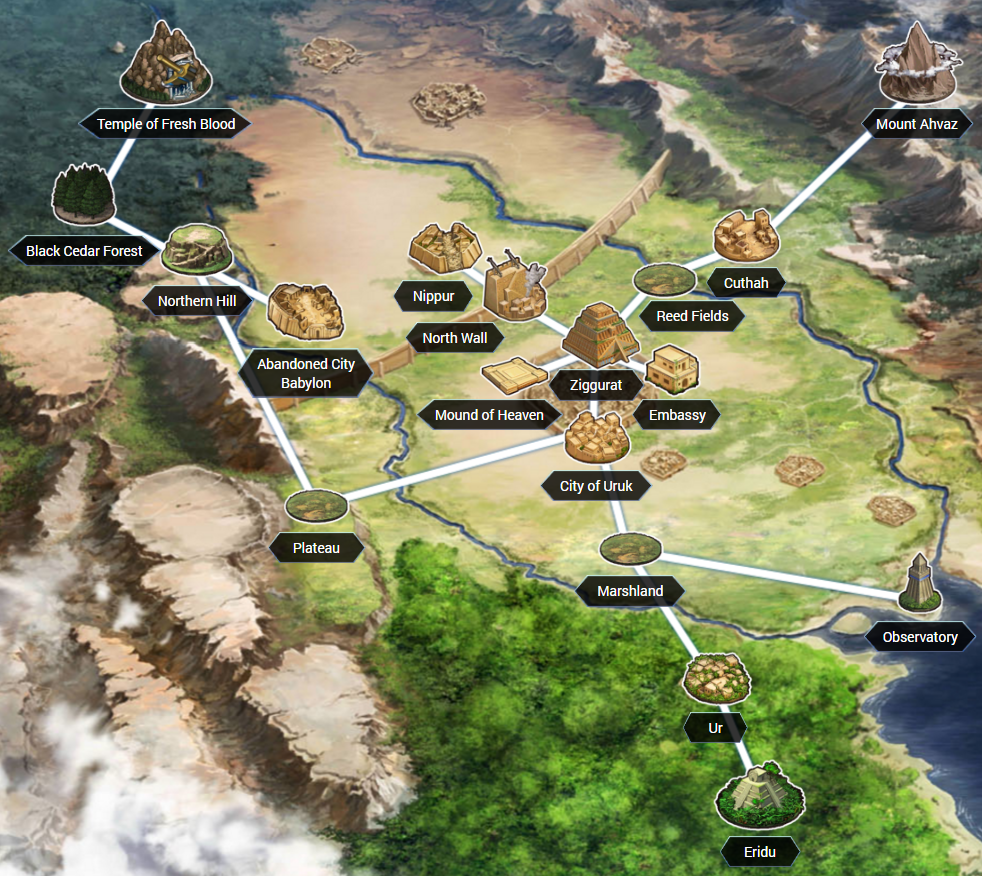 Temple of Fresh Blood
Mount Ahvaz
Black Cedar Forest
Northern Hill
Nippur
Cuthah
Reed Fields
North Wall
Abandoned City
Babylon
Ziggurat
Mound of Heaven
Embassy
City of Uruk
Plateau
Marshland
Observatory
Ur
Eridu